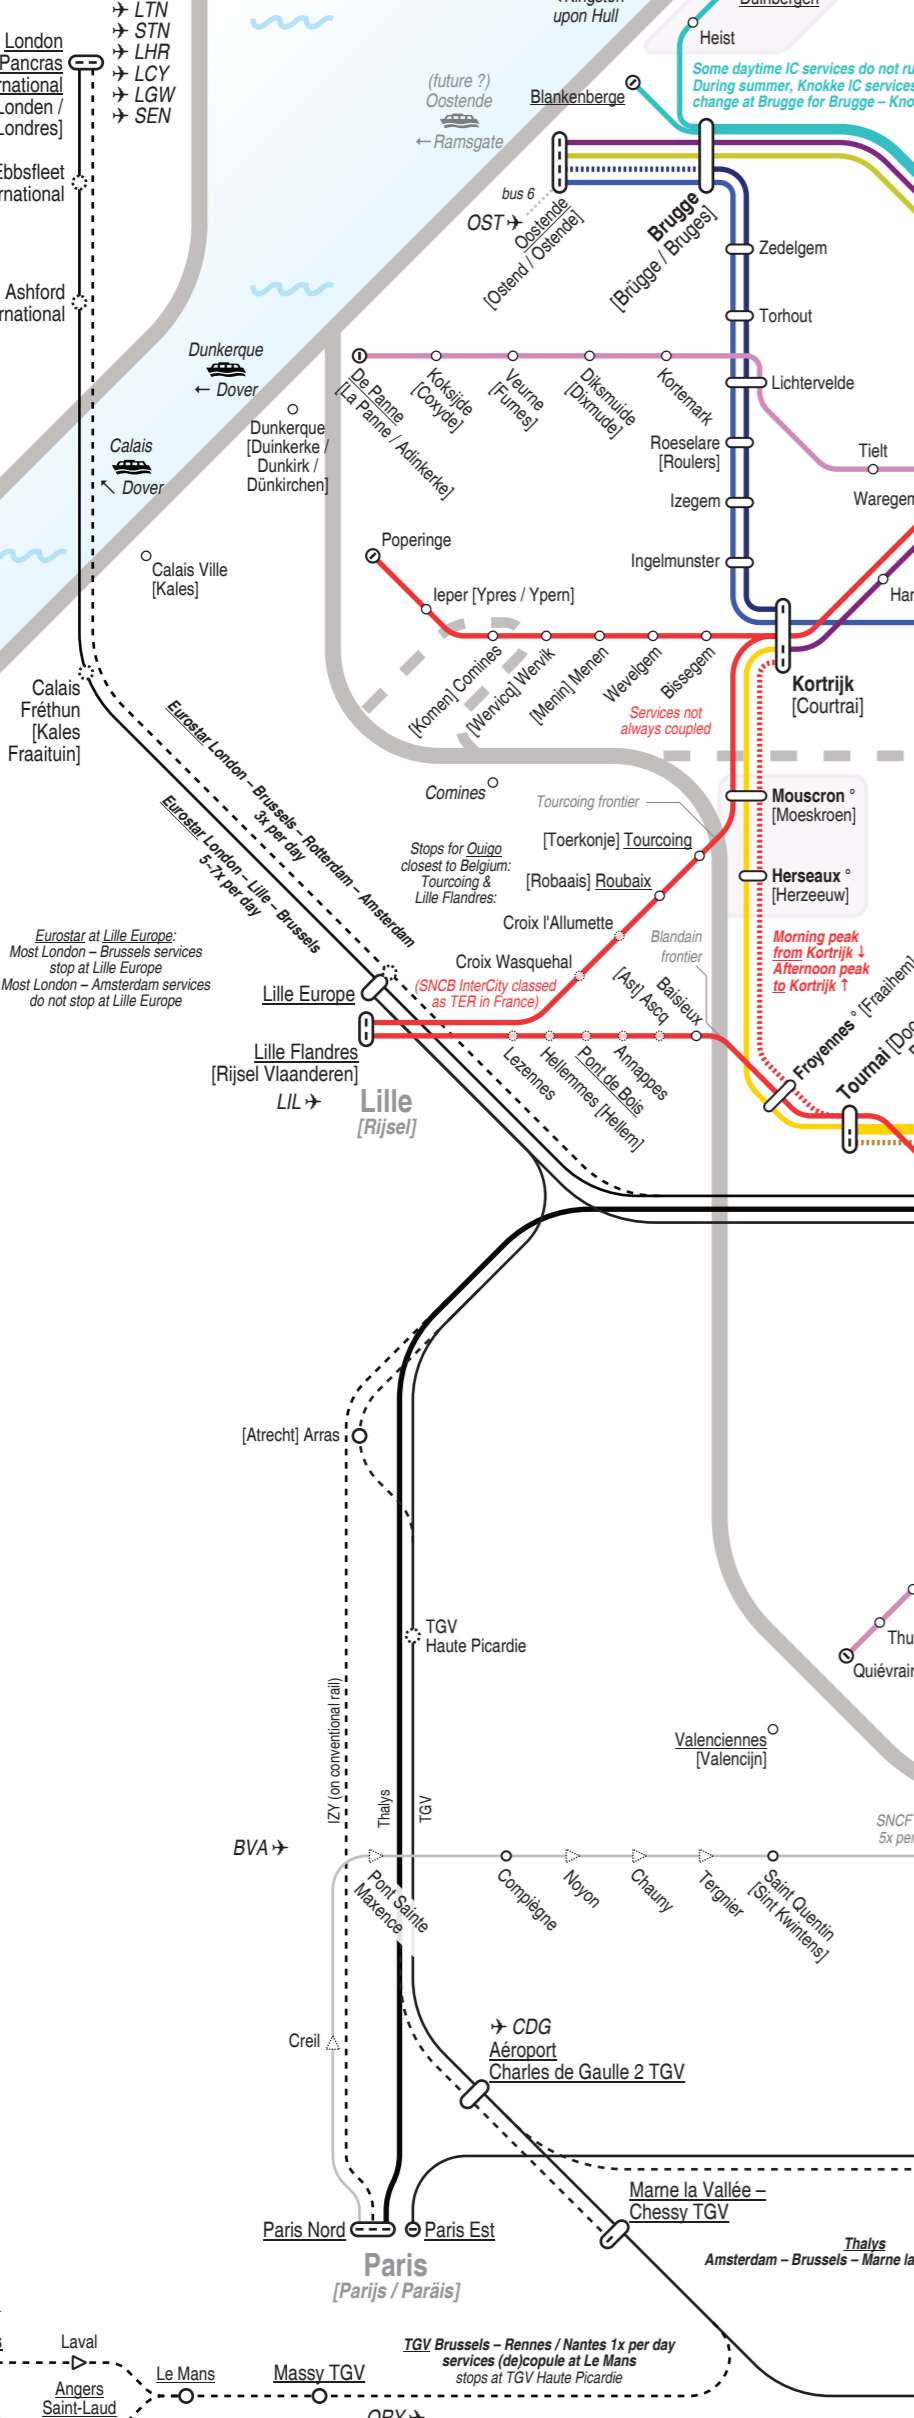 LTN
STN
LHR
LCY
LGW
SEN
London
Pancras
Londen /
Londres]
Ebbsfleet
Ashford
upon Hull
Heist
Some daytime IC services do not
During summer, Knokke IC services
change at Brugge for Brugge –
(future ?)
Oostende
← Ramsgate
Blankenberge
bus 6
OST
Oostende
[Ostend / Ostende]
Brugge
[Brügge / Bruges]
Zedelgem
Torhout
Lichtervelde
Roeselare
[Roulers]
Izegem
Ingelmunster
Tielt
Waregem
Dunkerque
← Dover
Calais
↖ Dover
Dunkerque
[Duinkerke /
Dunkirk /
Dünkirchen]
De Panne
[La Panne / Adinkerke]
Koksijde
[Coxyde]
Veurne
[Furnes]
Diksmuide
[Dixmude]
Kortemark
Calais Ville
[Kales]
Poperinge
Ieper [Ypres / Ypern]
[Komen] Comines
[Wervicq] Wervik
[Menin] Menen
Wevelgem
Bissegem
Kortrijk
[Courtrai]
Services not
always coupled
Calais
Fréthun
[Kales
Fraaituin]
Eurostar London – Brussels – Rotterdam – Amsterdam
3x per day
Eurostar London – Lille – Brussels
5-7x per day
Comines
Tourcoing frontier
Mouscron °
[Moeskroen]
Herseaux °
[Herzeeuw]
[Toerkonje] Tourcoing
Stops for Ouigo
closest to Belgium:
Tourcoing &
Lille Flandres:
[Robaais] Roubaix
Croix l'Allumette
Croix Wasquehal
(SNCB InterCity classed
as TER in France)
Blandain
frontier
Morning peak
from Kortrijk ↓
Afternoon peak
to Kortrijk ↑
Eurostar at Lille Europe:
Most London – Brussels services
stop at Lille Europe
Most London – Amsterdam services
do not stop at Lille Europe
Lille Europe
Lille Flandres
[Rijsel Vlaanderen]
LIL
Lille
[Rijsel]
Lezennes
Hellemmes [Hellem]
Pont de Bois
Annappes
[Ast] Ascq
Baisieux
Froyennes ° [Fraaihem]
Tournai
[Atrecht] Arras
TGV
Haute Picardie
IZY (on conventional rail)
Thalys
TGV
Quiévrain
Valenciennes
[Valencijn]
SNCF
5x per
BVA
Pont Sainte
Maxence
Compiègne
Noyon
Chauny
Tergnier
Saint Quentin
[Sint Kwintens]
Creil
CDG
Aéroport
Charles de Gaulle 2 TGV
Marne la Vallée –
Chessy TGV
Paris Nord
Paris Est
Paris
[Parijs / Paräis]
Thalys
Amsterdam – Brussels – Marne la
TGV Brussels – Rennes / Nantes 1x per day
services (de)copule at Le Mans
stops at TGV Haute Picardie
Laval
Le Mans
Massy TGV
Angers
Saint-Laud
ORY